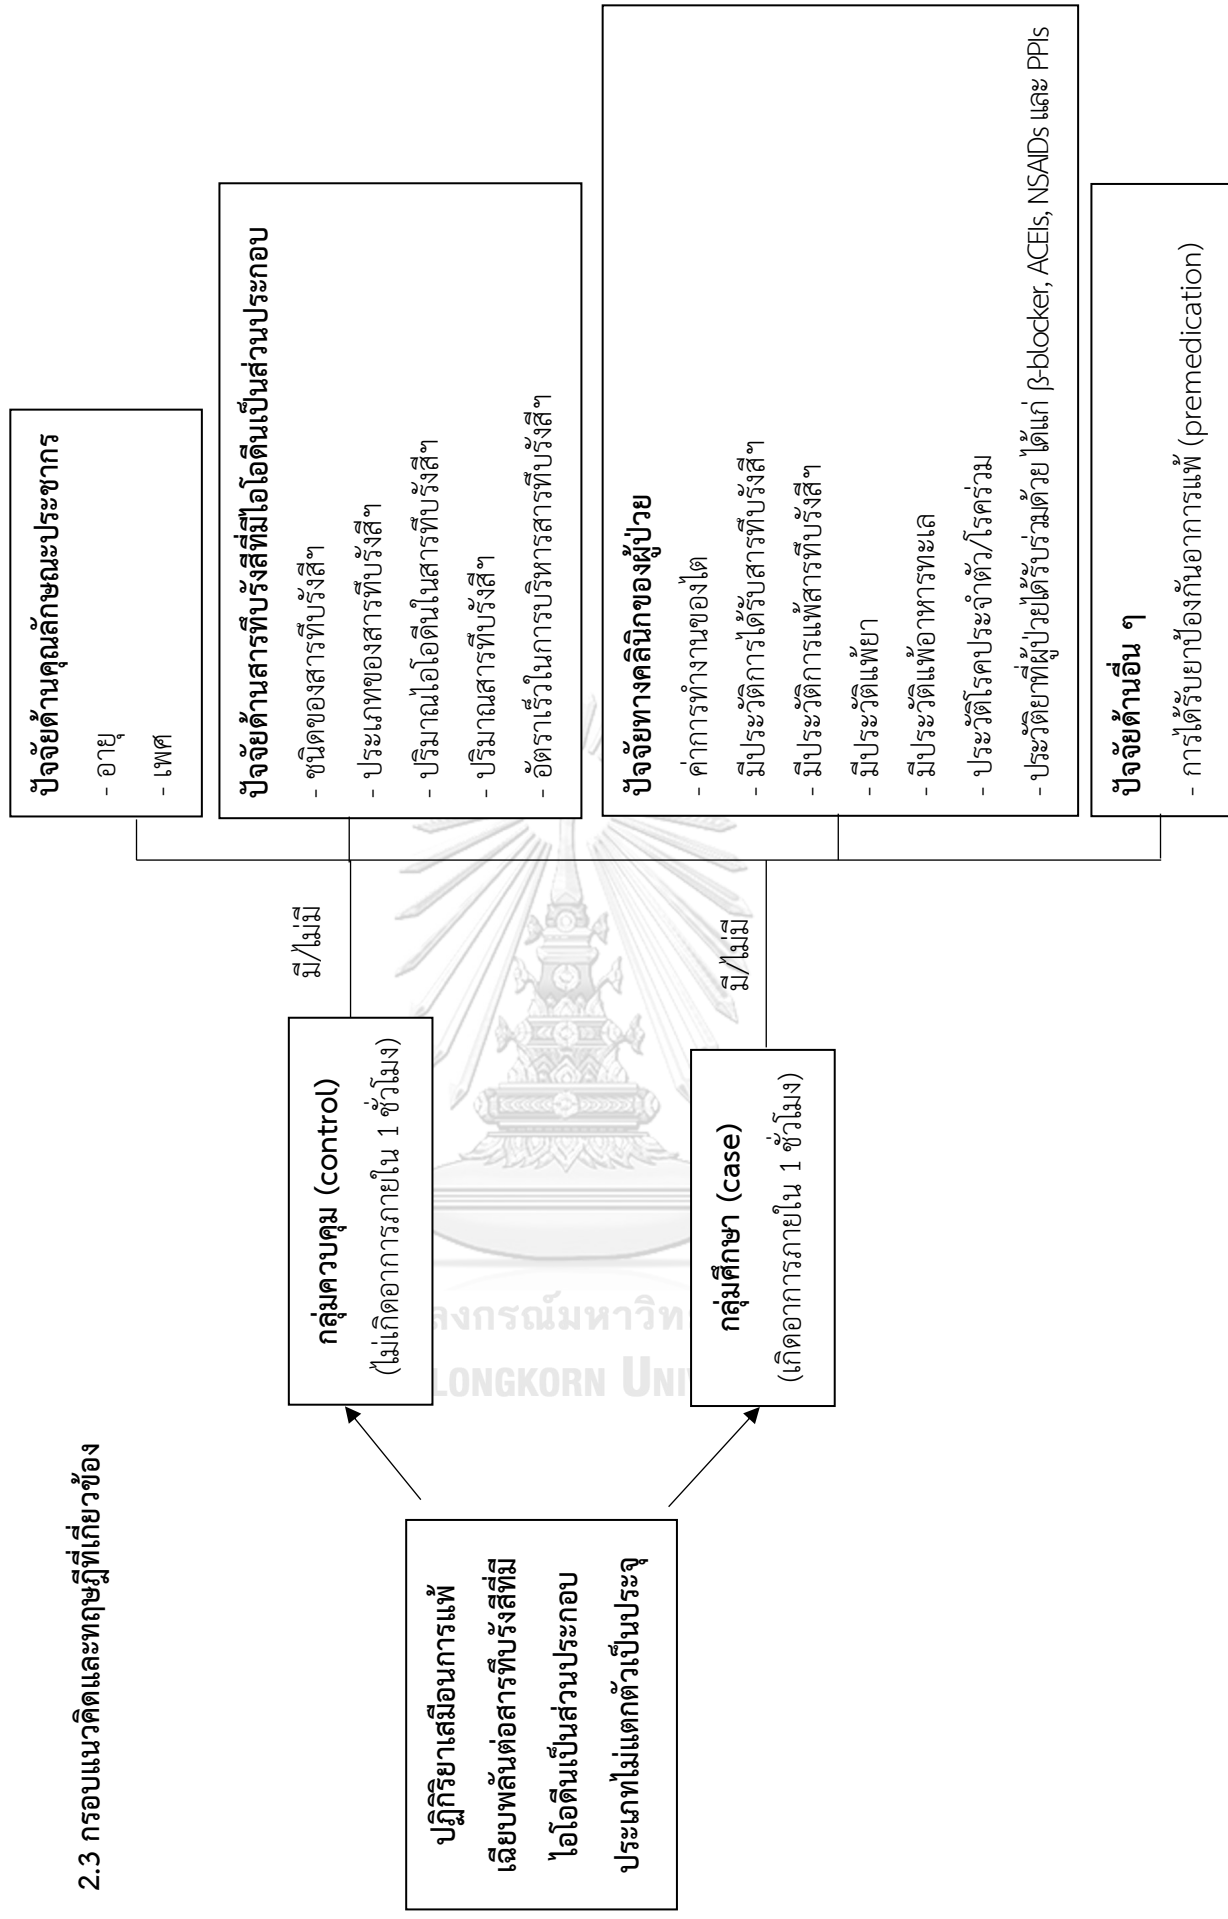 2.3 กรอบแนวคิดและทฤษฎีที่เกี่ยวข้อง
ปฏิกิริยาเสมือนการแพ้
เฉียบพลันต่อสารทึบรังสีที่มี
ไอโอดีนเป็นส่วนประกอบ
ประเภทไม่แตกตัวเป็นประจุ
กลุ่มควบคุม (control)
(ไม่เกิดอาการภายใน 1 ชั่วโมง)
มี/ไม่มี
กลุ่มศึกษา (case)
(เกิดอาการภายใน 1 ชั่วโมง)
มี/ไม่มี
ปัจจัยด้านคุณลักษณะประชากร
- อายุ
- เพศ
ปัจจัยด้านสารทึบรังสีที่มีไอโอดีนเป็นส่วนประกอบ
- ชนิดของสารทึบรังสีฯ
- ประเภทของสารทึบรังสีฯ
- ปริมาณไอโอดีนในสารทึบรังสีฯ
- ปริมาณสารทึบรังสีฯ
- อัตราเร็วในการบริหารสารทึบรังสีฯ
ปัจจัยทางคลินิกของผู้ป่วย
- ค่าการทำงานของไต
- มีประวัติการได้รับสารทึบรังสีฯ
- มีประวัติการแพ้สารทึบรังสีฯ
- มีประวัติแพ้ยา
- มีประวัติแพ้อาหารทะเล
- ประวัติโรคประจำตัว/โรคร่วม
- ประวัติยาที่ผู้ป่วยได้รับร่วมด้วย ได้แก่ β-blocker, ACEIs, NSAIDs และ PPIs
ปัจจัยด้านอื่น ๆ
- การได้รับยาป้องกันอาการแพ้ (premedication)
ลงกรณ์มหาวิท
LONGKORN UNI